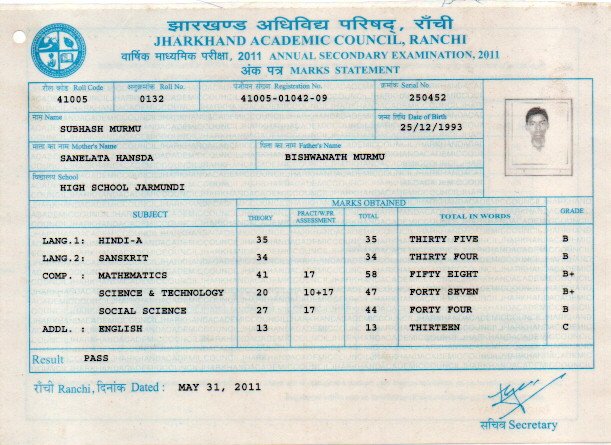 झारखण्ड अधिविद्य परिषद्, राँची
JHARKHAND ACADEMIC COUNCIL, RANCHI
वार्षिक माध्यमिक परीक्षा, 2011 ANNUAL SECONDARY EXAMINATION, 2011
अंक पत्र MARKS STATEMENT
रौल कोड Roll Code अनुक्रमांक Roll No. पंजीयन संख्या Registration No. क्रमांक Serial No.
41005 0132 41005-01042-09 250452
नाम Name जन्म तिथि Date of Birth
SUBHASH MURMU 25/12/1993
माता का नाम Mother's Name पिता का नाम Father's Name
SANELATA HANSDA BISHWANATH MURMU
विद्यालय School
HIGH SCHOOL JARMUNDI
MARKS OBTAINED
SUBJECT THEORY PRACT/W.PR ASSESSMENT TOTAL TOTAL IN WORDS GRADE
LANG.1: HINDI-A 35 35 THIRTY FIVE B
LANG.2: SANSKRIT 34 34 THIRTY FOUR B
COMP. : MATHEMATICS 41 17 58 FIFTY EIGHT B+
SCIENCE & TECHNOLOGY 20 10+17 47 FORTY SEVEN B+
SOCIAL SCIENCE 27 17 44 FORTY FOUR B
ADDL. : ENGLISH 13 13 THIRTEEN C
Result PASS
राँची Ranchi, दिनांक Dated : MAY 31, 2011
सचिव Secretary